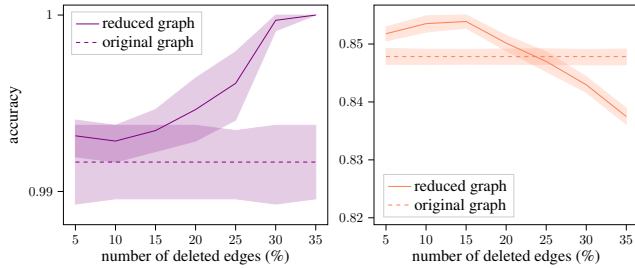 1
0.99
accuracy
reduced graph
original graph
5 10 15 20 25 30 35
number of deleted edges (%)
0.85
0.84
0.83
0.82
reduced graph
original graph
5 10 15 20 25 30 35
number of deleted edges (%)